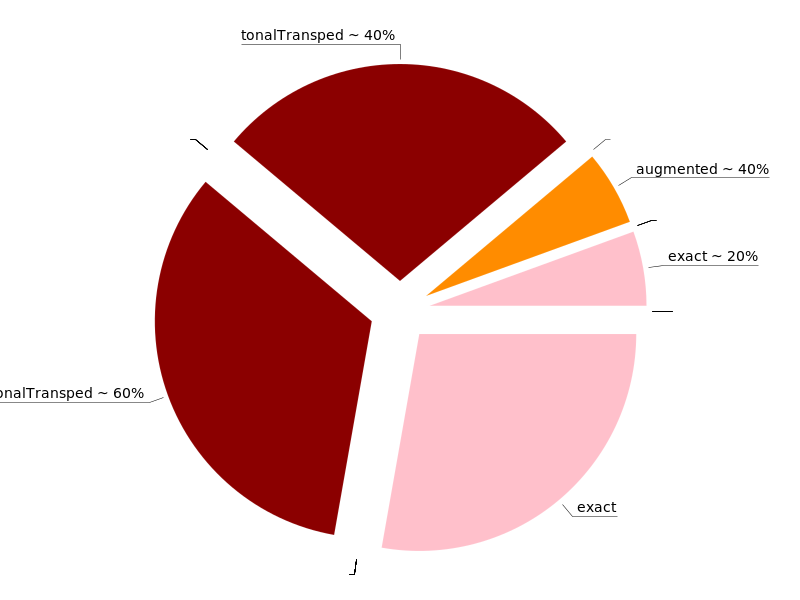 tonalTransped ~ 40%
augmented ~ 40%
exact ~ 20%
onalTransped ~ 60%
exact